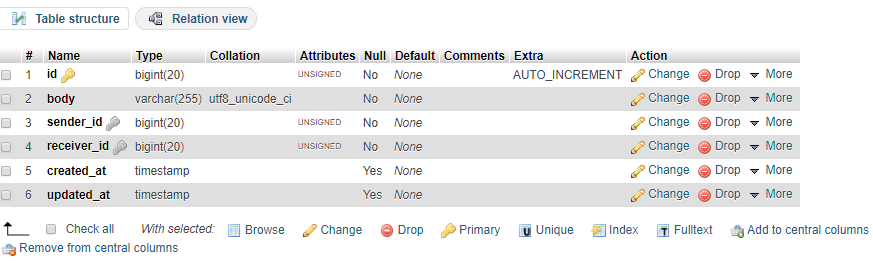 Table structure Relation view
# Name Type Collation Attributes Null Default Comments Extra Action
1 id bigint(20) UNSIGNED No None AUTO_INCREMENT Change Drop More
2 body varchar(255) utf8_unicode_ci No None Change Drop More
3 sender_id bigint(20) UNSIGNED No None Change Drop More
4 receiver_id bigint(20) UNSIGNED No None Change Drop More
5 created_at timestamp Yes None Change Drop More
6 updated_at timestamp Yes None Change Drop More
Check all With selected: Browse Change Drop Primary Unique Index Fulltext Add to central columns
Remove from central columns